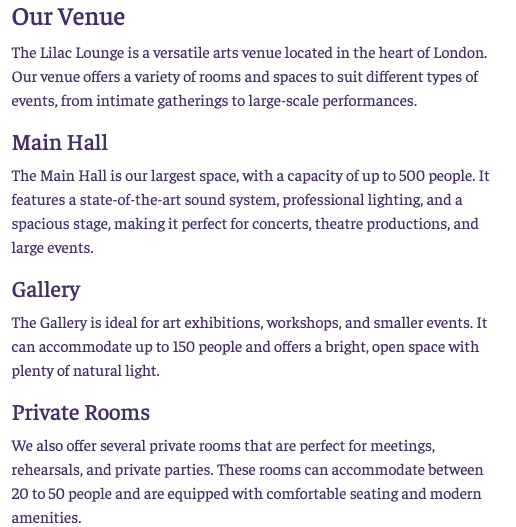 Our Venue
The Lilac Lounge is a versatile arts venue located in the heart of London.
Our venue offers a variety of rooms and spaces to suit different types of
events, from intimate gatherings to large-scale performances.
Main Hall
The Main Hall is our largest space, with a capacity of up to 500 people. It
features a state-of-the-art sound system, professional lighting, and a
spacious stage, making it perfect for concerts, theatre productions, and
large events.
Gallery
The Gallery is ideal for art exhibitions, workshops, and smaller events. It
can accommodate up to 150 people and offers a bright, open space with
plenty of natural light.
Private Rooms
We also offer several private rooms that are perfect for meetings,
rehearsals, and private parties. These rooms can accommodate between
20 to 50 people and are equipped with comfortable seating and modern
amenities.